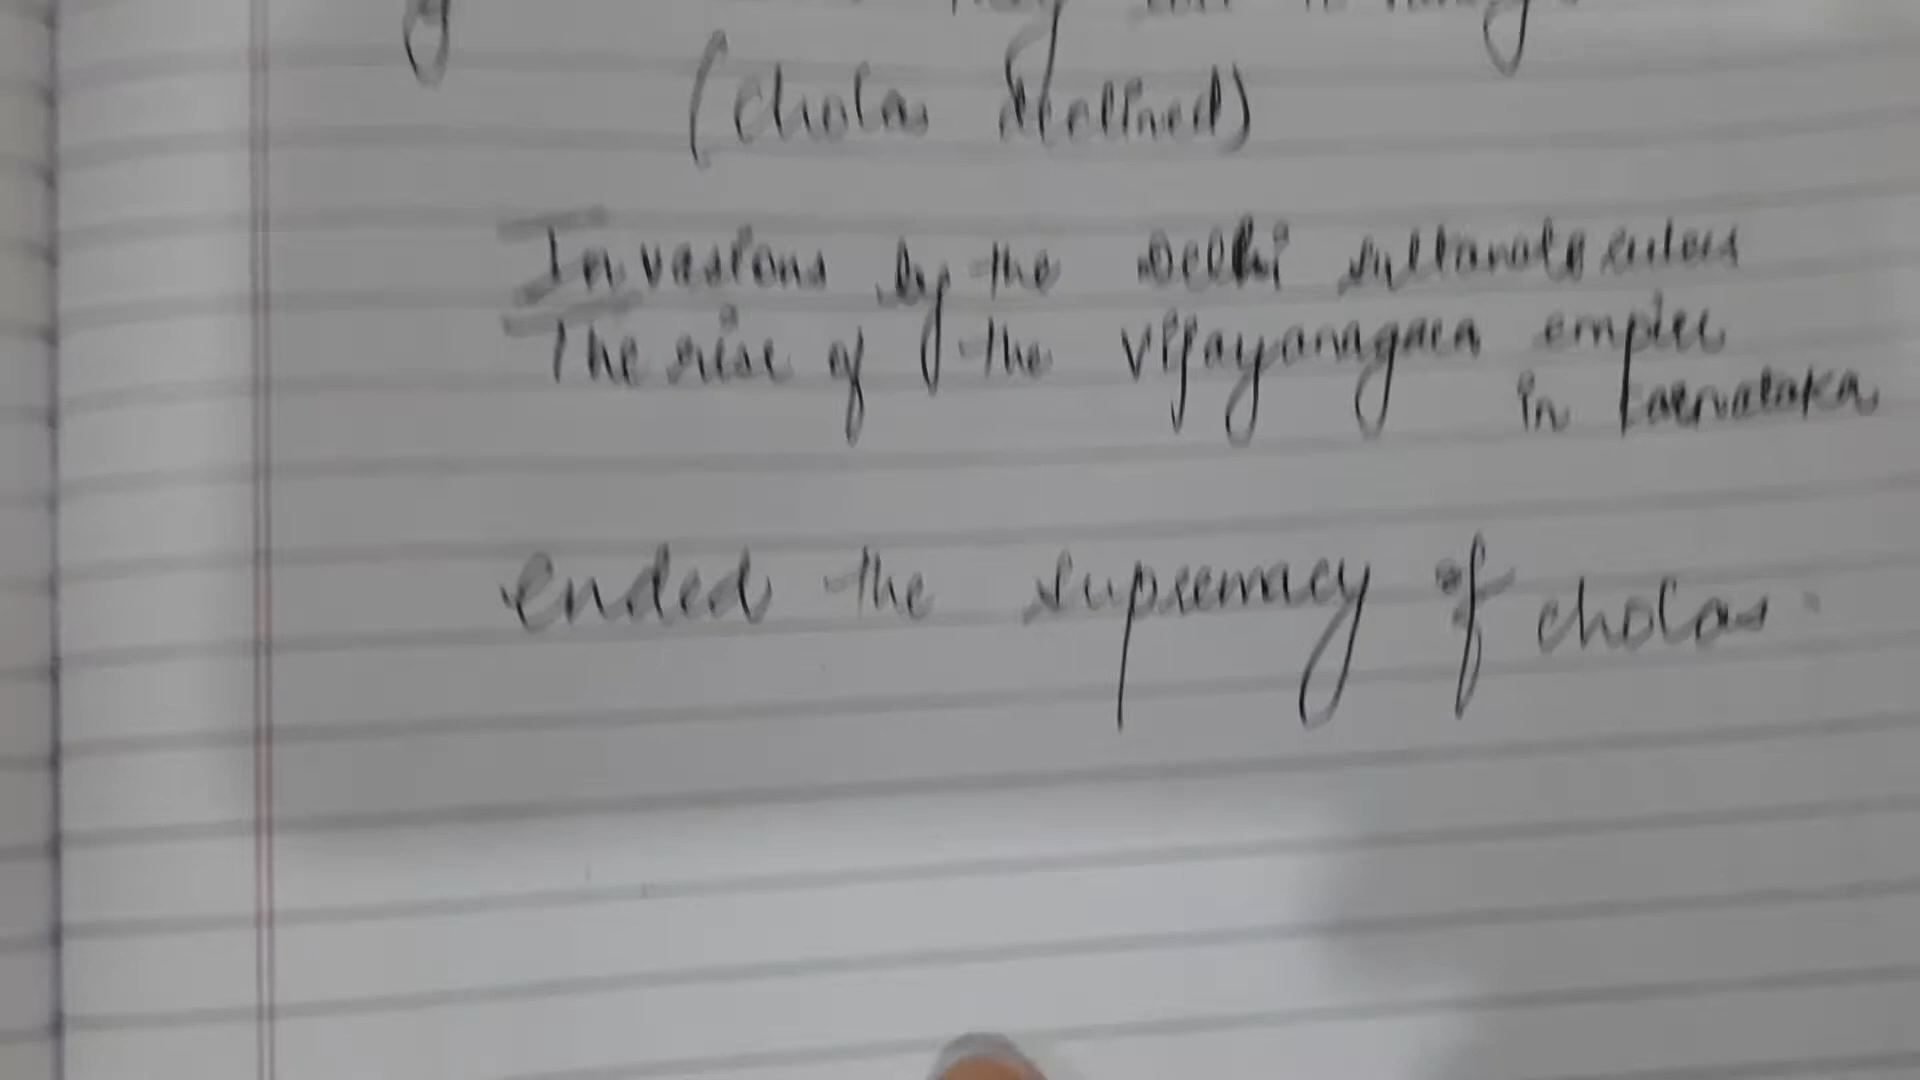 (cholas declined)
Invasions by the Delhi sultanate rulers
The rise of the Vijayanagara empire
in Karnataka
ended the supremacy of cholas.